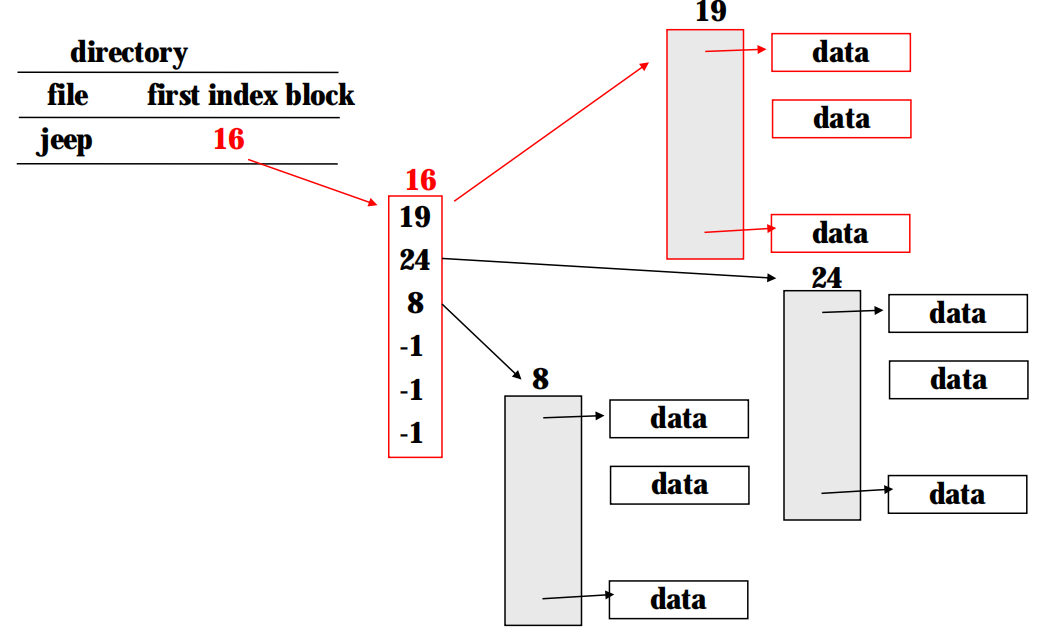 directory
file first index block
jeep 16
16
19
24
8
-1
-1
-1
19
data
data
data
24
data
data
data
8
data
data
data